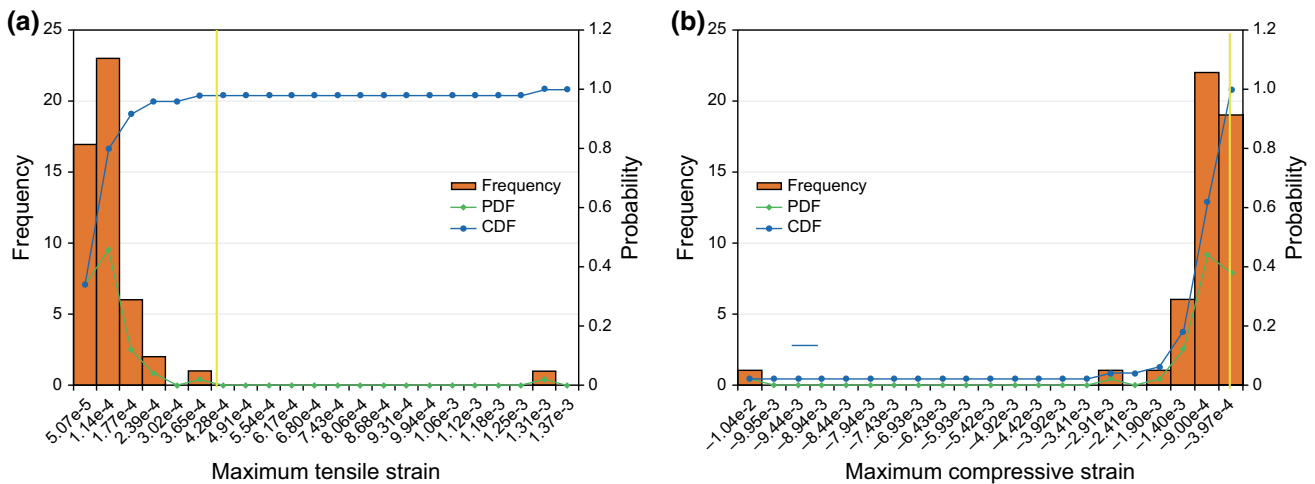 (a)
25
20
15
10
5
0
Frequency
1.2
1.0
0.8
0.6
0.4
0.2
0
Probability
Frequency
PDF
CDF
5.07e-5
1.14e-4
1.77e-4
2.39e-4
3.02e-4
3.65e-4
4.28e-4
4.91e-4
5.54e-4
6.17e-4
6.80e-4
7.43e-4
8.06e-4
8.68e-4
9.31e-4
9.94e-4
1.06e-3
1.12e-3
1.18e-3
1.25e-3
1.31e-3
1.37e-3
Maximum tensile strain
(b)
25
20
15
10
5
0
Frequency
1.2
1.0
0.8
0.6
0.4
0.2
0
Probability
Frequency
PDF
CDF
–1.04e-2
–9.95e-3
–9.44e-3
–8.94e-3
–8.44e-3
–7.94e-3
–7.43e-3
–6.93e-3
–6.43e-3
–5.93e-3
–5.42e-3
–4.92e-3
–4.42e-3
–3.92e-3
–3.41e-3
–2.91e-3
–2.41e-3
–1.90e-3
–1.40e-3
–9.00e-4
–3.97e-4
Maximum compressive strain